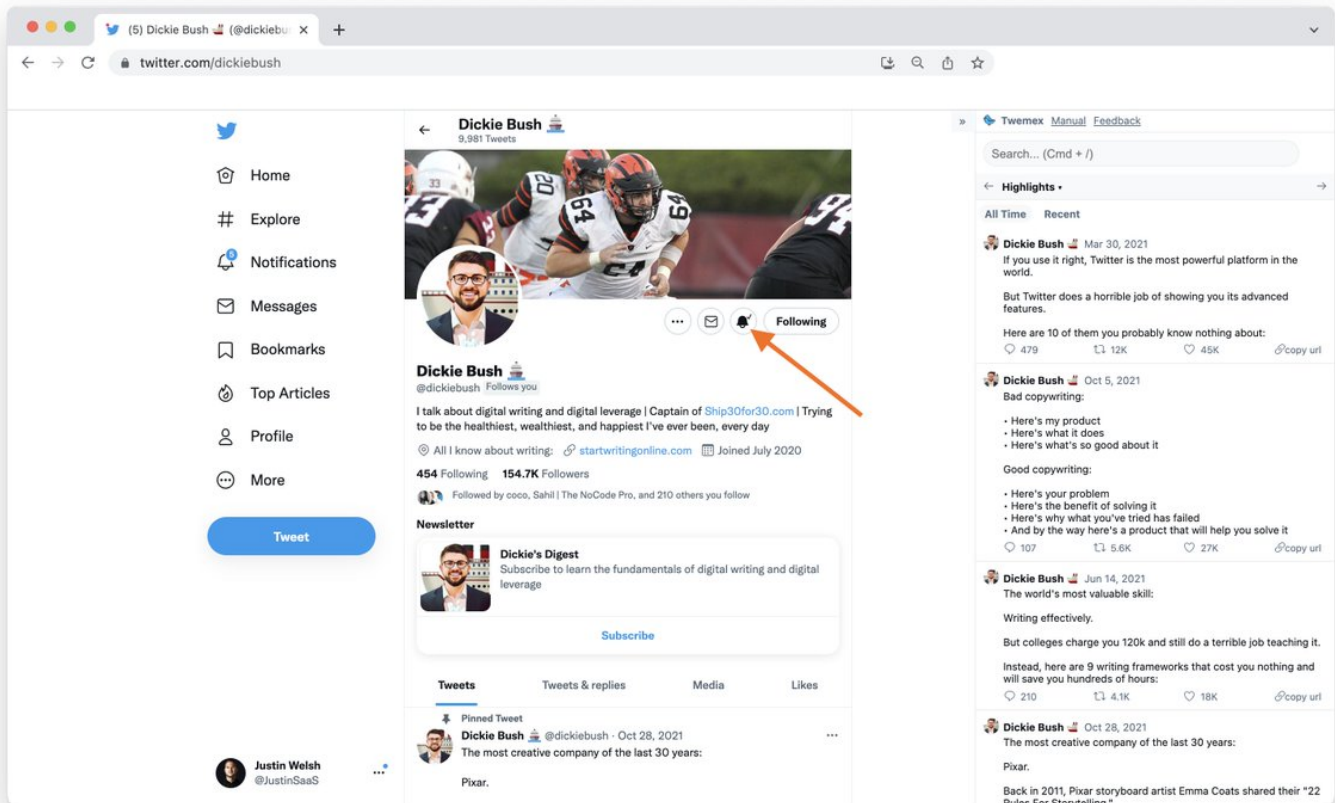 (5) Dickie Bush 🚢 (@dickiebu
twitter.com/dickiebush
Home
Explore
5
Notifications
Messages
Bookmarks
Top Articles
Profile
More
Tweet
Justin Welsh
@JustinSaaS
Dickie Bush 🚢
9,981 Tweets
33
20
64
64
64
94
Following
Dickie Bush 🚢
@dickiebush Follows you
I talk about digital writing and digital leverage | Captain of Ship30for30.com | Trying
to be the healthiest, wealthiest, and happiest I've ever been, every day
All I know about writing: startwritingonline.com Joined July 2020
454 Following 154.7K Followers
Followed by coco, Sahil | The NoCode Pro, and 210 others you follow
Newsletter
Dickie's Digest
Subscribe to learn the fundamentals of digital writing and digital
leverage
Subscribe
Tweets Tweets & replies Media Likes
Pinned Tweet
Dickie Bush 🚢 @dickiebush · Oct 28, 2021
The most creative company of the last 30 years:
Pixar.
» Twemex Manual Feedback
Search... (Cmd + /)
← Highlights • →
All Time Recent
Dickie Bush 🚢 Mar 30, 2021
If you use it right, Twitter is the most powerful platform in the
world.
But Twitter does a horrible job of showing you its advanced
features.
Here are 10 of them you probably know nothing about:
479 12K 45K copy url
Dickie Bush 🚢 Oct 5, 2021
Bad copywriting:
• Here's my product
• Here's what it does
• Here's what's so good about it
Good copywriting:
• Here's your problem
• Here's the benefit of solving it
• Here's why what you've tried has failed
• And by the way here's a product that will help you solve it
107 5.6K 27K copy url
Dickie Bush 🚢 Jun 14, 2021
The world's most valuable skill:
Writing effectively.
But colleges charge you 120k and still do a terrible job teaching it.
Instead, here are 9 writing frameworks that cost you nothing and
will save you hundreds of hours:
210 4.1K 18K copy url
Dickie Bush 🚢 Oct 28, 2021
The most creative company of the last 30 years:
Pixar.
Back in 2011, Pixar storyboard artist Emma Coats shared their "22
Rules For Storytelling."